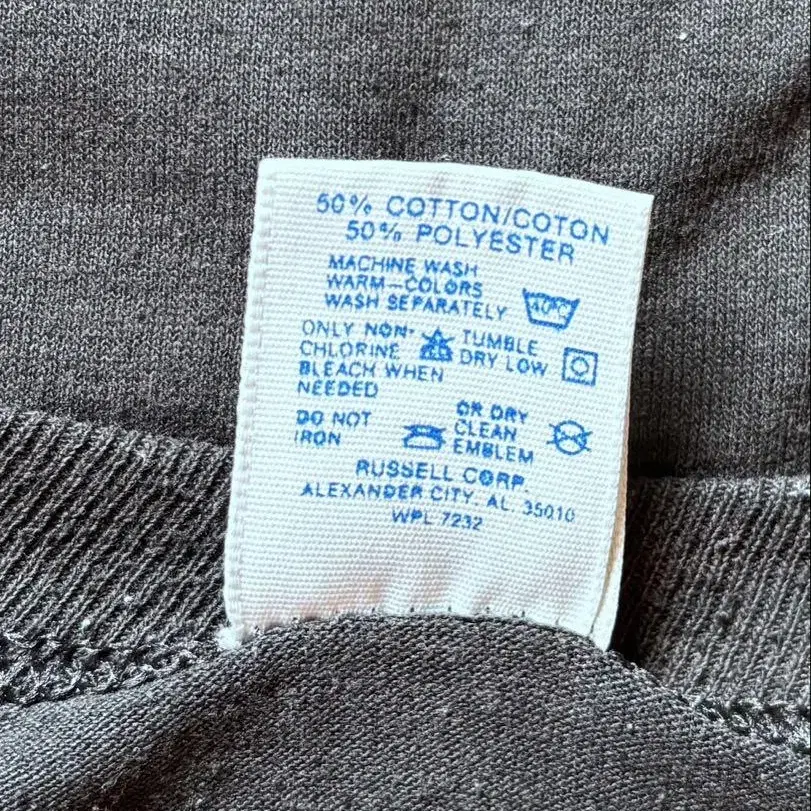 50% COTTON/COTON
50% POLYESTER
MACHINE WASH
WARM—COLORS
WASH SEPARATELY
40°C
ONLY NON-
CHLORINE
BLEACH WHEN
NEEDED
TUMBLE
DRY LOW
DO NOT
IRON
OR DRY
CLEAN
EMBLEM
RUSSELL CORP.
ALEXANDER CITY, AL. 35010
WPL 7232